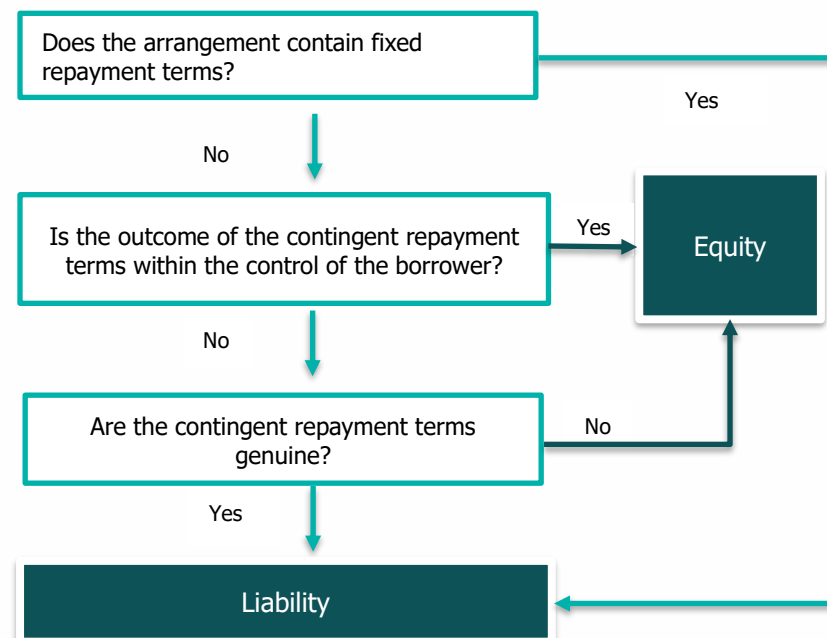 Does the arrangement contain fixed
repayment terms?
Yes
No
Is the outcome of the contingent repayment
terms within the control of the borrower?
Yes
Equity
No
Are the contingent repayment terms
genuine?
No
Yes
Liability